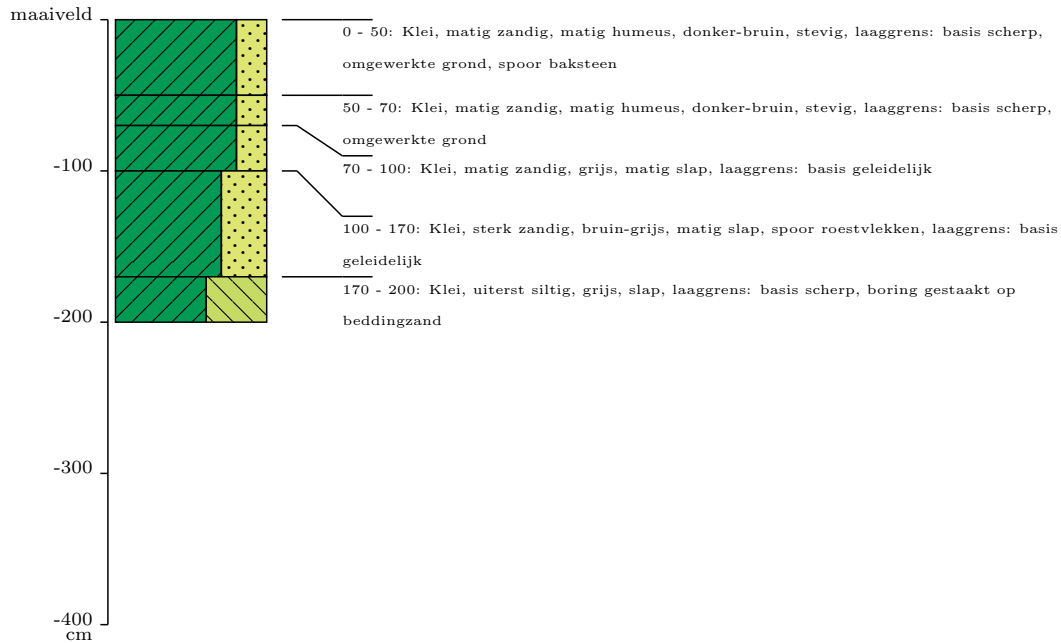 maaiveld
0 - 50: Klei, matig zandig, matig humeus, donker-bruin, stevig, laaggrens: basis scherp,
omgewerkte grond, spoor baksteen
50 - 70: Klei, matig zandig, matig humeus, donker-bruin, stevig, laaggrens: basis scherp,
omgewerkte grond
-100
70 - 100: Klei, matig zandig, grijs, matig slap, laaggrens: basis geleidelijk
100 - 170: Klei, sterk zandig, bruin-grijs, matig slap, spoor roestvlekken, laaggrens: basis
geleidelijk
170 - 200: Klei, uiterst siltig, grijs, slap, laaggrens: basis scherp, boring gestaakt op
beddingzand
-200
-300
-400
cm